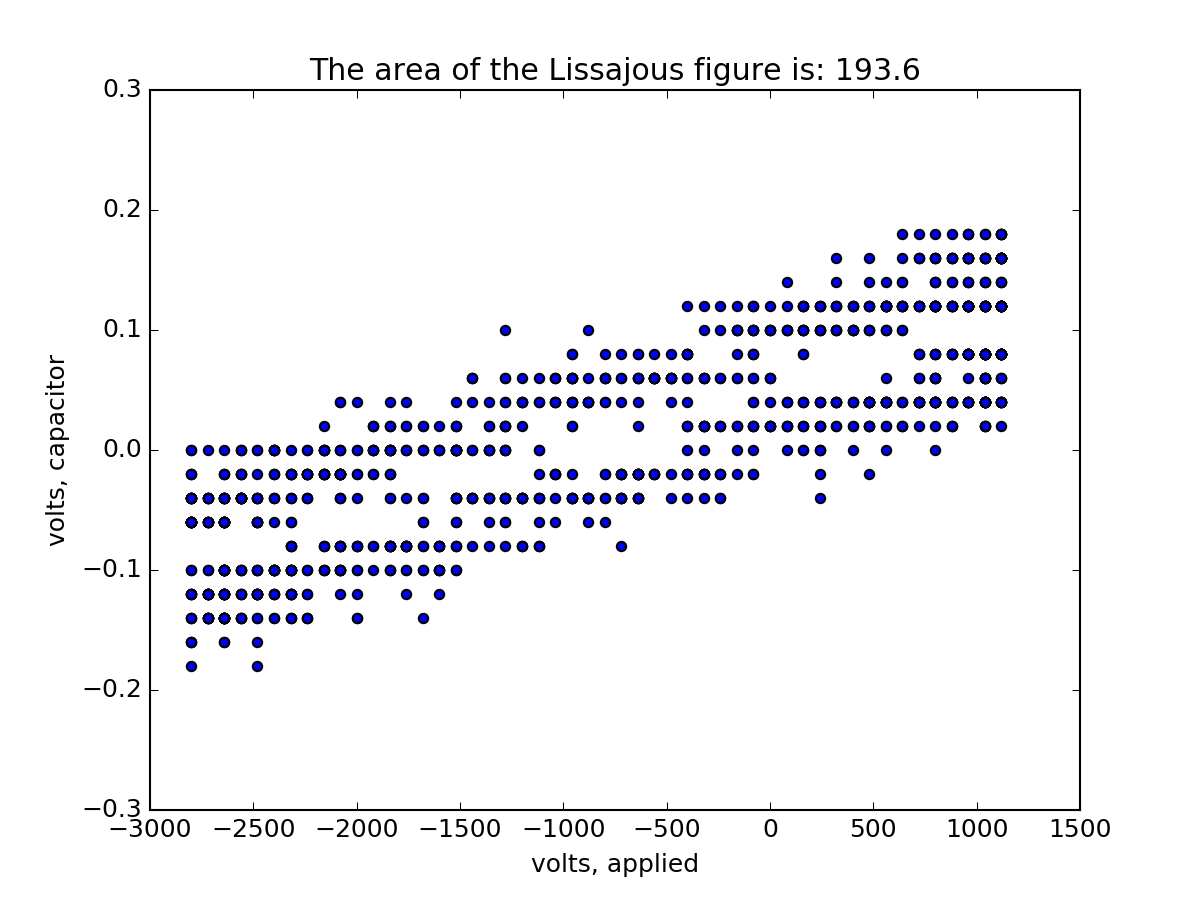 The area of the Lissajous figure is: 193.6
0.3
0.2
0.1
0.0
−0.1
−0.2
−0.3
volts, capacitor
−3000 −2500 −2000 −1500 −1000 −500 0 500 1000 1500
volts, applied